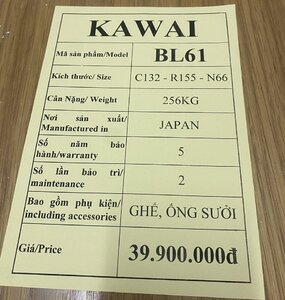 KAWAI
Mã sản phẩm/Model BL61
Kích thước/ Size C132 - R155 - N66
Cân Nặng/ Weight 256KG
Nơi sản xuất/
Manufactured in JAPAN
Số năm bảo
hành/warranty 5
Số lần bảo trì/
maintenance 2
Bao gồm phụ kiện/
including accessories GHẾ, ỐNG SƯỞI
Giá/Price 39.900.000đ